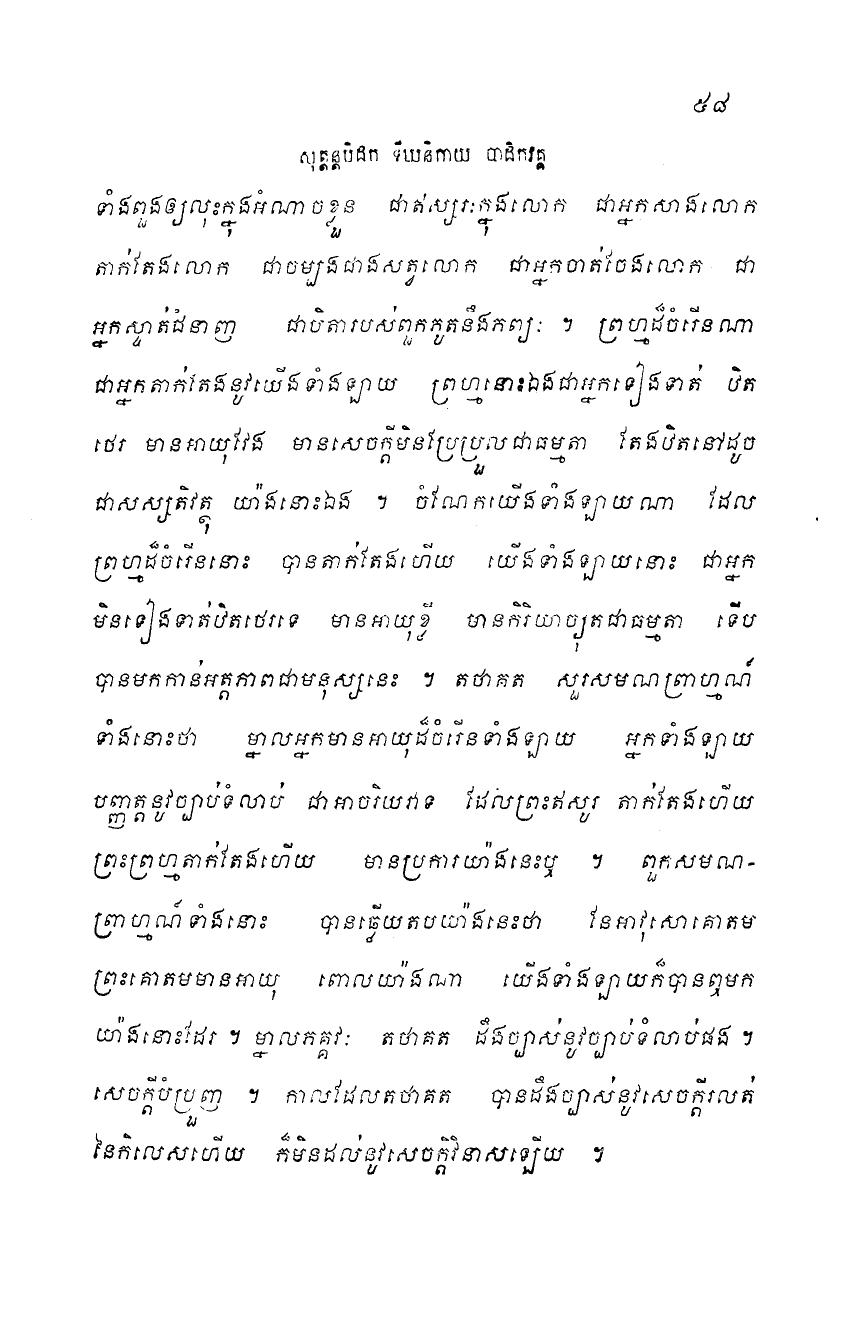 ៥៨
សុត្តន្តបិដក ទីឃនិកាយ បាដិកវគ្គ
ទាំងពួងឲ្យលុះក្នុងអំណាចខ្លួន ជាឥស្សរៈក្នុងលោក ជាអ្នកសាងលោក
តាក់តែងលោក ជាចម្បងជាងសត្វលោក ជាអ្នកចាត់ចែងលោក ជា
អ្នកស្ទាត់ជំនាញ ជាបិតារបស់ពួកភូតនឹងភព្យៈ ។ ព្រហ្មដ៏ចំរើនណា
ជាអ្នកតាក់តែងនូវយើងទាំងឡាយ ព្រហ្មនោះឯងជាអ្នកទៀងទាត់ ឋិត
ថេរ មានអាយុវែង មានសេចក្តីមិនប្រែប្រួលជាធម្មតា តែងឋិតនៅដូច
ជាសស្សតិវត្ថុ យ៉ាងនោះឯង ។ ចំណែកយើងទាំងឡាយណា ដែល
ព្រហ្មដ៏ចំរើននោះ បានតាក់តែងហើយ យើងទាំងឡាយនោះ ជាអ្នក
មិនទៀងទាត់ឋិតថេរទេ មានអាយុខ្លី មានកិរិយាច្យុតជាធម្មតា ទើប
បានមកកាន់អត្តភាពជាមនុស្សនេះ ។ តថាគត សួរសមណព្រាហ្មណ៍
ទាំងនោះថា ម្នាលអ្នកមានអាយុដ៏ចំរើនទាំងឡាយ អ្នកទាំងឡាយ
បញ្ញត្តនូវច្បាប់ទំលាប់ ជាអាចរិយវាទ ដែលព្រះឥសូរ តាក់តែងហើយ
ព្រះព្រហ្មតាក់តែងហើយ មានប្រការយ៉ាងនេះឬ ។ ពួកសមណ-
ព្រាហ្មណ៍ទាំងនោះ បានធ្វើយតបយ៉ាងនេះថា នែអាវុសោគោតម
ព្រះគោតមមានអាយុ ពោលយ៉ាងណា យើងទាំងឡាយក៏បានឮមក
យ៉ាងនោះដែរ ។ ម្នាលភគ្គវៈ តថាគត ដឹងច្បាស់នូវច្បាប់ទំលាប់ផង ។
សេចក្តីបំប្រួញ ។ កាលដែលតថាគត បានដឹងច្បាស់នូវសេចក្តីរលត់
នៃកិលេសហើយ ក៏មិនដល់នូវសេចក្តីវិនាសឡើយ ។